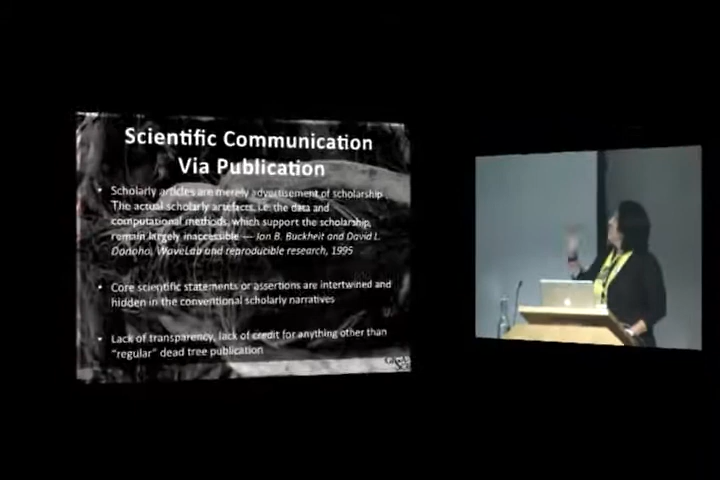 Scientific Communication
Via Publication
• Scholarly articles are merely advertisement of scholarship
The actual scholarly artefacts, i.e. the data and
computational methods, which support the scholarship,
remain largely inaccessible — Jon B. Buckheit and David L.
Donoho, WaveLab and reproducible research, 1995
• Core scientific statements or assertions are intertwined and
hidden in the conventional scholarly narratives
• Lack of transparency, lack of credit for anything other than
“regular” dead tree publication